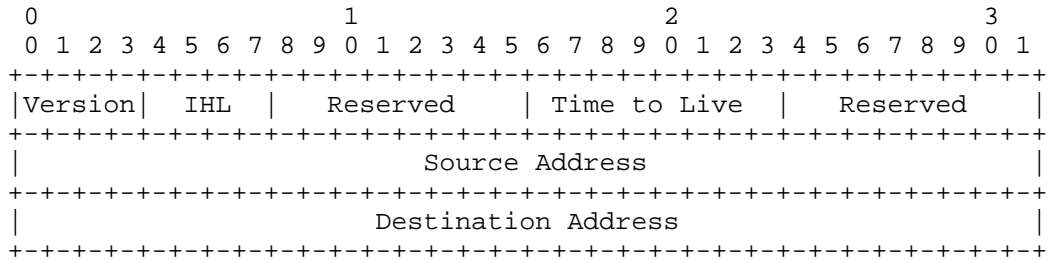 0                   1                   2                   3
 0 1 2 3 4 5 6 7 8 9 0 1 2 3 4 5 6 7 8 9 0 1 2 3 4 5 6 7 8 9 0 1
+-+-+-+-+-+-+-+-+-+-+-+-+-+-+-+-+-+-+-+-+-+-+-+-+-+-+-+-+-+-+-+-+
|Version|  IHL  |   Reserved    | Time to Live  |   Reserved    |
+-+-+-+-+-+-+-+-+-+-+-+-+-+-+-+-+-+-+-+-+-+-+-+-+-+-+-+-+-+-+-+-+
|                         Source Address                        |
+-+-+-+-+-+-+-+-+-+-+-+-+-+-+-+-+-+-+-+-+-+-+-+-+-+-+-+-+-+-+-+-+
|                      Destination Address                      |
+-+-+-+-+-+-+-+-+-+-+-+-+-+-+-+-+-+-+-+-+-+-+-+-+-+-+-+-+-+-+-+-+